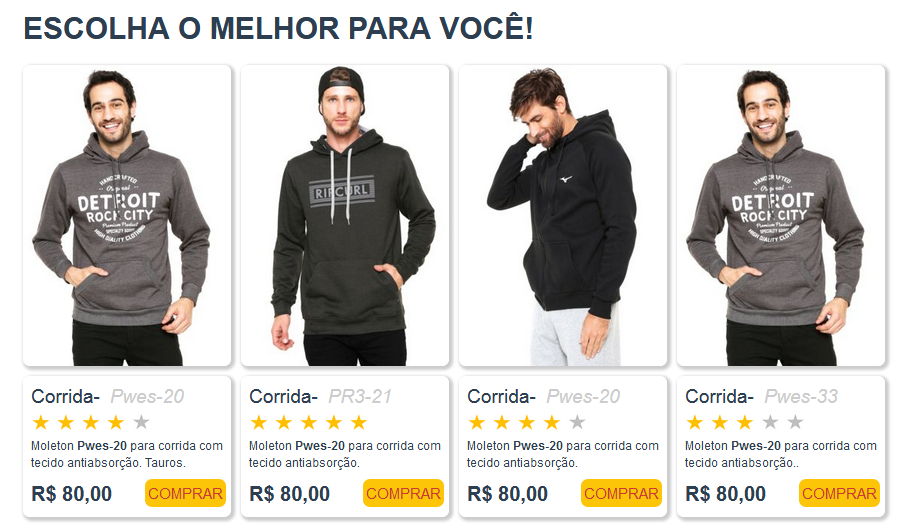 ESCOLHA O MELHOR PARA VOCÊ!
HANDCRAFTED
Original
DETROIT
ROCK CITY
Premium Product
SPECIALTY GOODS
HIGH QUALITY CLOTHING
RIPCURL
HANDCRAFTED
Original
DETROIT
ROCK CITY
Premium Product
SPECIALTY GOODS
HIGH QUALITY CLOTHING
Corrida- Pwes-20
Moleton Pwes-20 para corrida com
tecido antiabsorção. Tauros.
R$ 80,00 COMPRAR
Corrida- PR3-21
Moleton Pwes-20 para corrida com
tecido antiabsorção.
R$ 80,00 COMPRAR
Corrida- Pwes-20
Moleton Pwes-20 para corrida com
tecido antiabsorção.
R$ 80,00 COMPRAR
Corrida- Pwes-33
Moleton Pwes-20 para corrida com
tecido antiabsorção..
R$ 80,00 COMPRAR